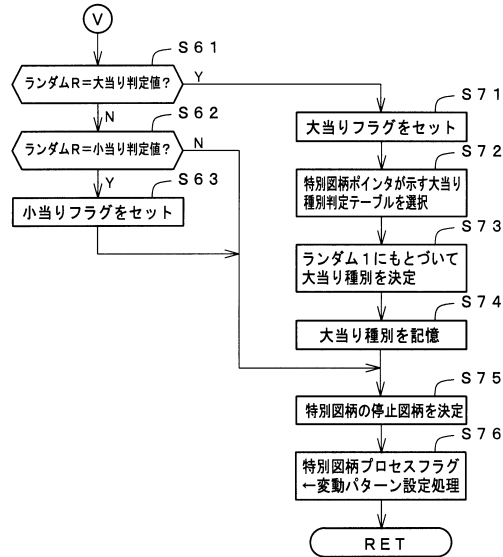 V
S61
ランダムR=大当り判定値?
Y
N
S62
ランダムR=小当り判定値?
N
Y
S63
小当りフラグをセット
S71
大当りフラグをセット
S72
特別図柄ポインタが示す大当り
種別判定テーブルを選択
S73
ランダム1にもとづいて
大当り種別を決定
S74
大当り種別を記憶
S75
特別図柄の停止図柄を決定
S76
特別図柄プロセスフラグ
←変動パターン設定処理
RET